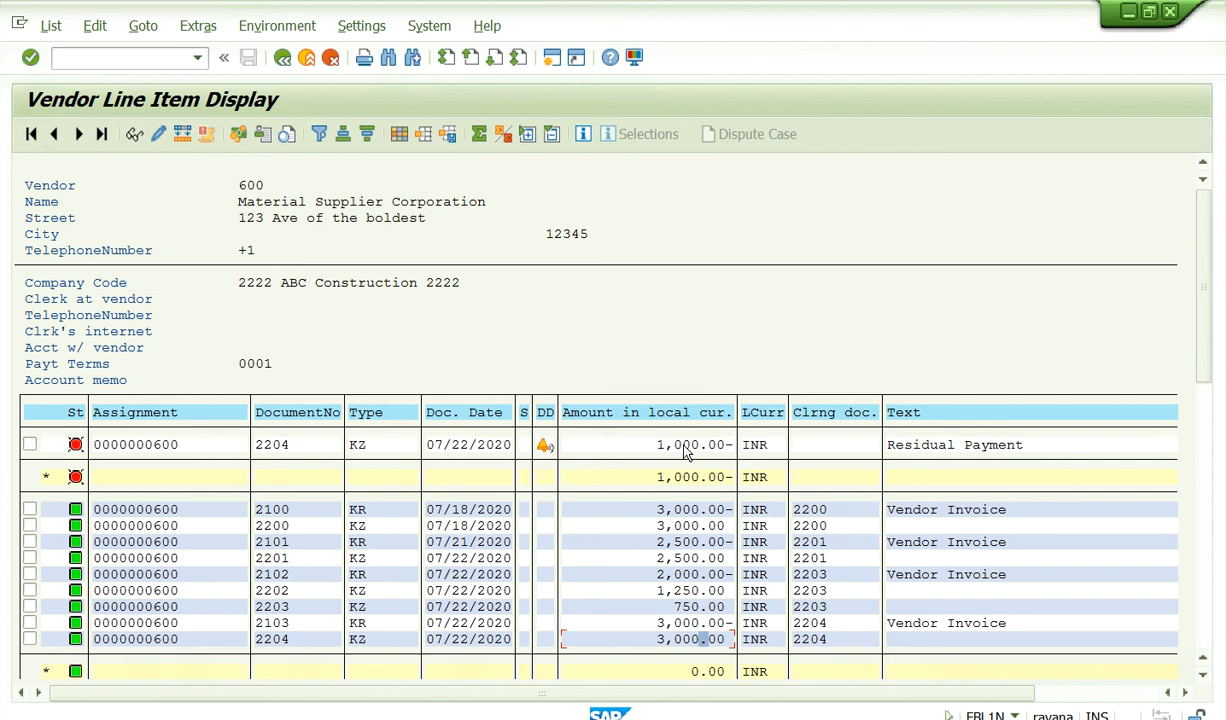 List Edit Goto Extras Environment Settings System Help
Vendor Line Item Display
Selections Dispute Case
Vendor 600
Name Material Supplier Corporation
Street 123 Ave of the boldest
City 12345
TelephoneNumber +1
Company Code 2222 ABC Construction 2222
Clerk at vendor
TelephoneNumber
Clrk's internet
Acct w/ vendor
Payt Terms 0001
Account memo
St Assignment DocumentNo Type Doc. Date S DD Amount in local cur. LCurr Clrng doc. Text
0000000600 2204 KZ 07/22/2020 1,000.00- INR Residual Payment
* 1,000.00- INR
0000000600 2100 KR 07/18/2020 3,000.00- INR 2200 Vendor Invoice
0000000600 2200 KZ 07/18/2020 3,000.00 INR 2200
0000000600 2101 KR 07/21/2020 2,500.00- INR 2201 Vendor Invoice
0000000600 2201 KZ 07/22/2020 2,500.00 INR 2201
0000000600 2102 KR 07/22/2020 2,000.00- INR 2203 Vendor Invoice
0000000600 2202 KZ 07/22/2020 1,250.00 INR 2203
0000000600 2203 KZ 07/22/2020 750.00 INR 2203
0000000600 2103 KR 07/22/2020 3,000.00- INR 2204 Vendor Invoice
0000000600 2204 KZ 07/22/2020 3,000.00 INR 2204
* 0.00 INR
SAP FBL1N ravana INS